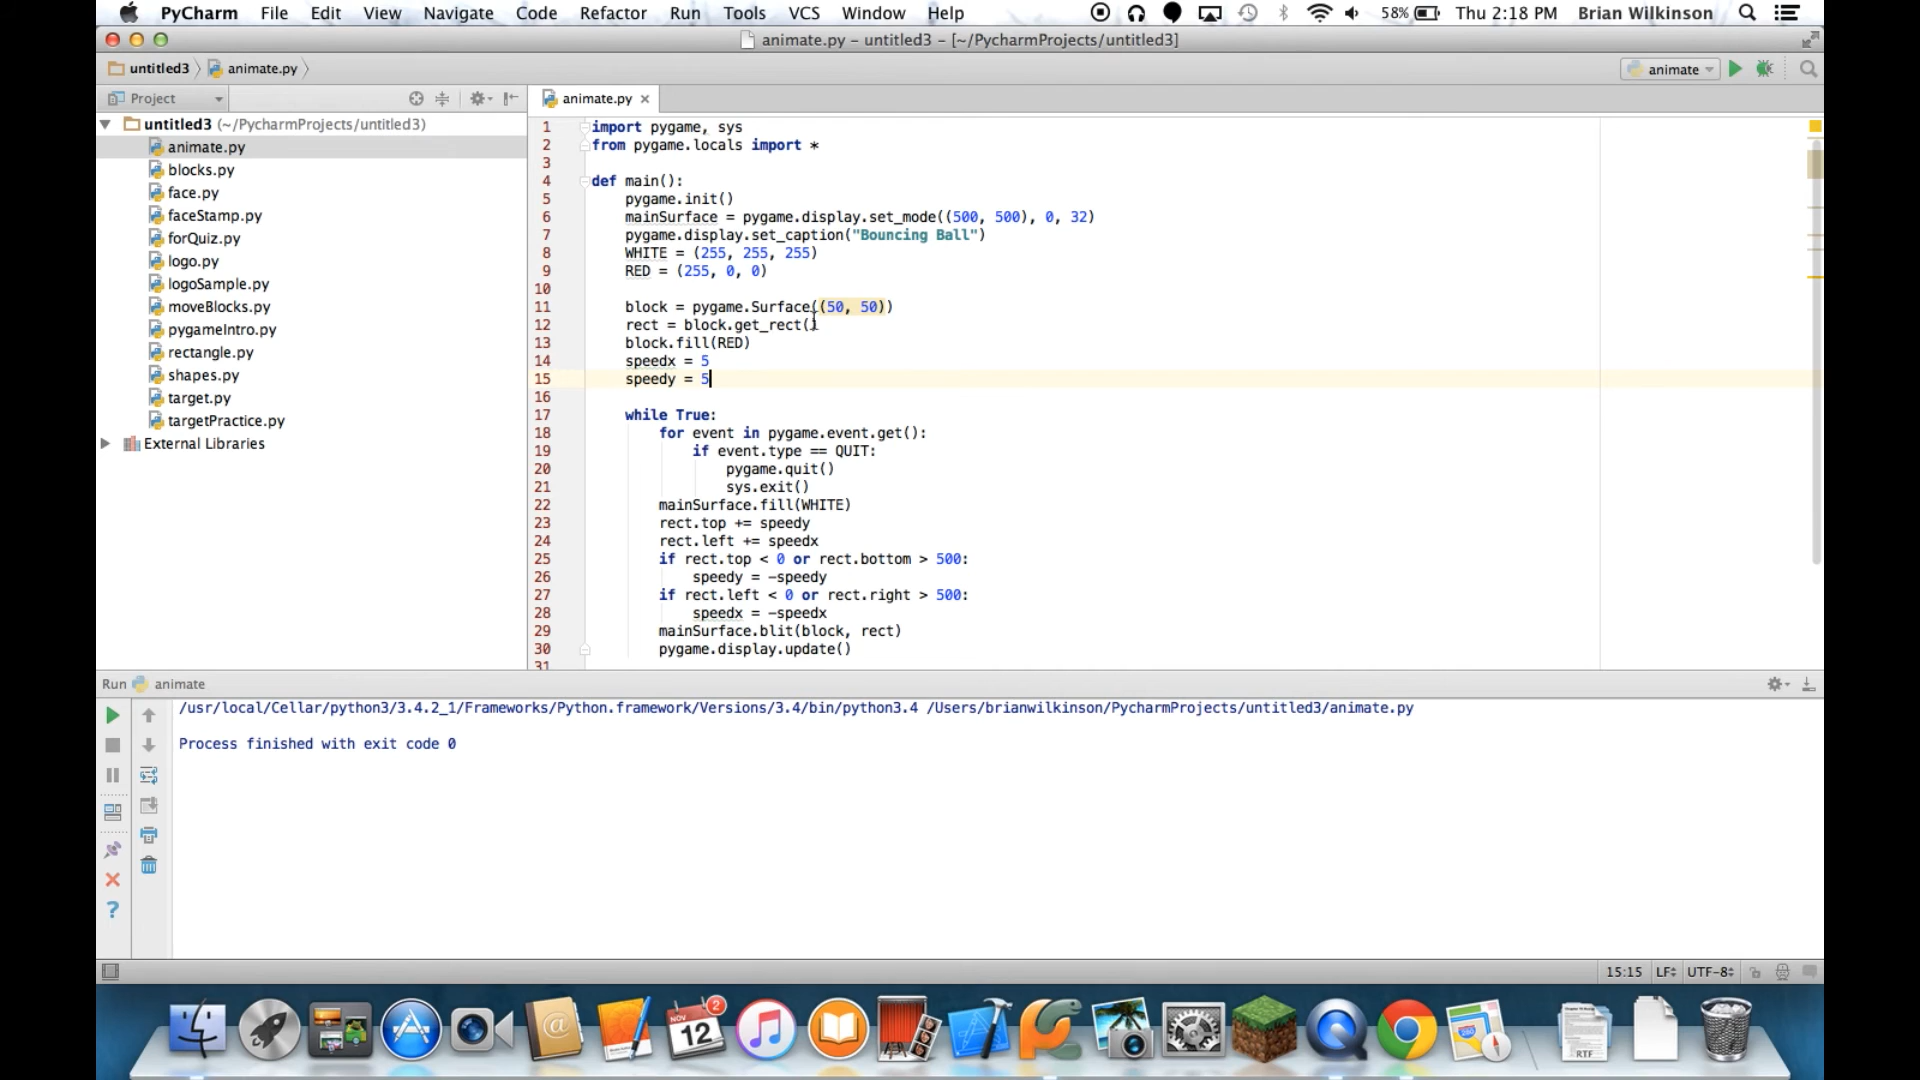 PyCharm File Edit View Navigate Code Refactor Run Tools VCS Window Help 58% Thu 2:18 PM Brian Wilkinson
animate.py – untitled3 – [~/PycharmProjects/untitled3]
untitled3 animate.py animate
Project animate.py
untitled3 (~/PycharmProjects/untitled3)
animate.py
blocks.py
face.py
faceStamp.py
forQuiz.py
logo.py
logoSample.py
moveBlocks.py
pygameIntro.py
rectangle.py
shapes.py
target.py
targetPractice.py
External Libraries
1 import pygame, sys
2 from pygame.locals import *
3
4 def main():
5 pygame.init()
6 mainSurface = pygame.display.set_mode((500, 500), 0, 32)
7 pygame.display.set_caption("Bouncing Ball")
8 WHITE = (255, 255, 255)
9 RED = (255, 0, 0)
10
11 block = pygame.Surface((50, 50))
12 rect = block.get_rect()
13 block.fill(RED)
14 speedx = 5
15 speedy = 5
16
17 while True:
18 for event in pygame.event.get():
19 if event.type == QUIT:
20 pygame.quit()
21 sys.exit()
22 mainSurface.fill(WHITE)
23 rect.top += speedy
24 rect.left += speedx
25 if rect.top < 0 or rect.bottom > 500:
26 speedy = -speedy
27 if rect.left < 0 or rect.right > 500:
28 speedx = -speedx
29 mainSurface.blit(block, rect)
30 pygame.display.update()
31
Run animate
/usr/local/Cellar/python3/3.4.2_1/Frameworks/Python.framework/Versions/3.4/bin/python3.4 /Users/brianwilkinson/PycharmProjects/untitled3/animate.py
Process finished with exit code 0
15:15 LF UTF-8
NOV 2
12
RTF